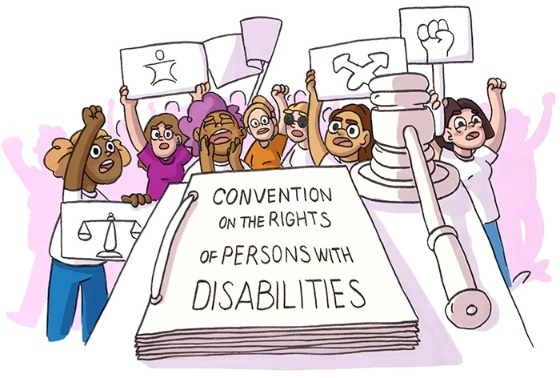 CONVENTION
ON THE RIGHTS
OF PERSONS WITH
DISABILITIES